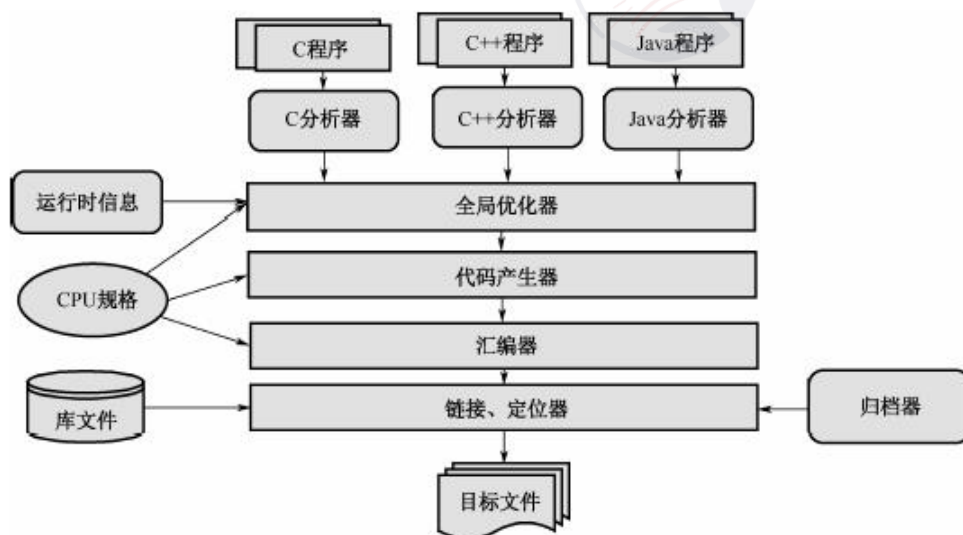 C程序
C++程序
Java程序
C分析器
C++分析器
Java分析器
运行时信息
全局优化器
CPU规格
代码产生器
汇编器
库文件
链接、定位器
归档器
目标文件